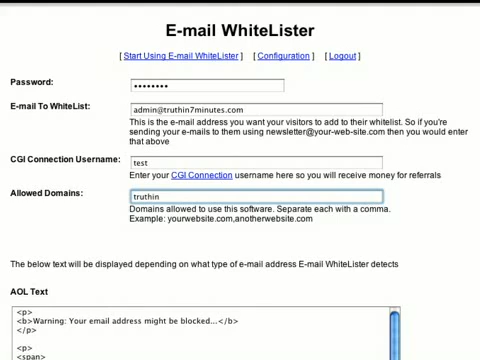 E-mail WhiteLister
[ Start Using E-mail WhiteLister ] [ Configuration ] [ Logout ]
Password: ••••••••
E-mail To WhiteList: admin@truthin7minutes.com
This is the e-mail address you want your visitors to add to their whitelist. So if you're
sending your e-mails to them using newsletter@your-web-site.com then you would enter
that above
CGI Connection Username: test
Enter your CGI Connection username here so you will receive money for referrals
Allowed Domains: truthin
Domains allowed to use this software. Separate each with a comma.
Example: yourwebsite.com,anotherwebsite.com
The below text will be displayed depending on what type of e-mail address E-mail WhiteLister detects
AOL Text
<p>
<b>Warning: Your email address might be blocked...</b>
</p>
<p>
<span>